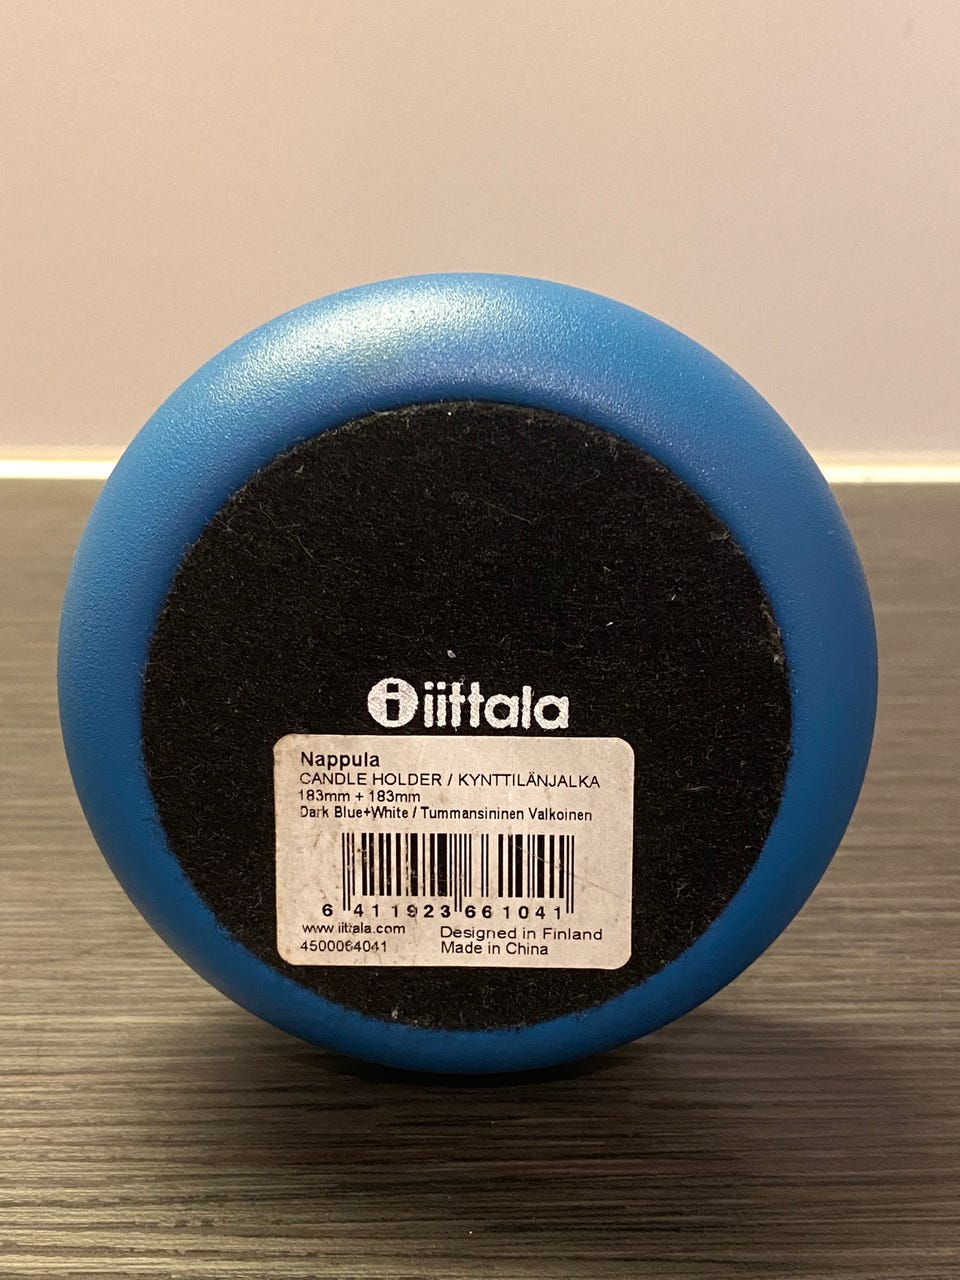 iittala
Nappula
CANDLE HOLDER / KYNTTILÄNJALKA
183mm + 183mm
Dark Blue+White / Tummansininen Valkoinen
6 411923 661041
www.iittala.com Designed in Finland
4500064041 Made in China